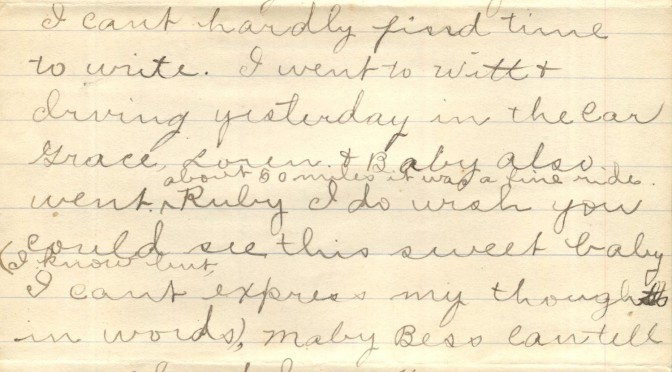 I cant hardly find time
to write. I went to Witt +
driving yesterday in the car
Grace, Loren + Baby also
about 60 miles it was a fine ride.
went. Ruby I do wish you
could see this sweet baby
(I know but
I cant express my thoughts
in words), maby Bess can tell